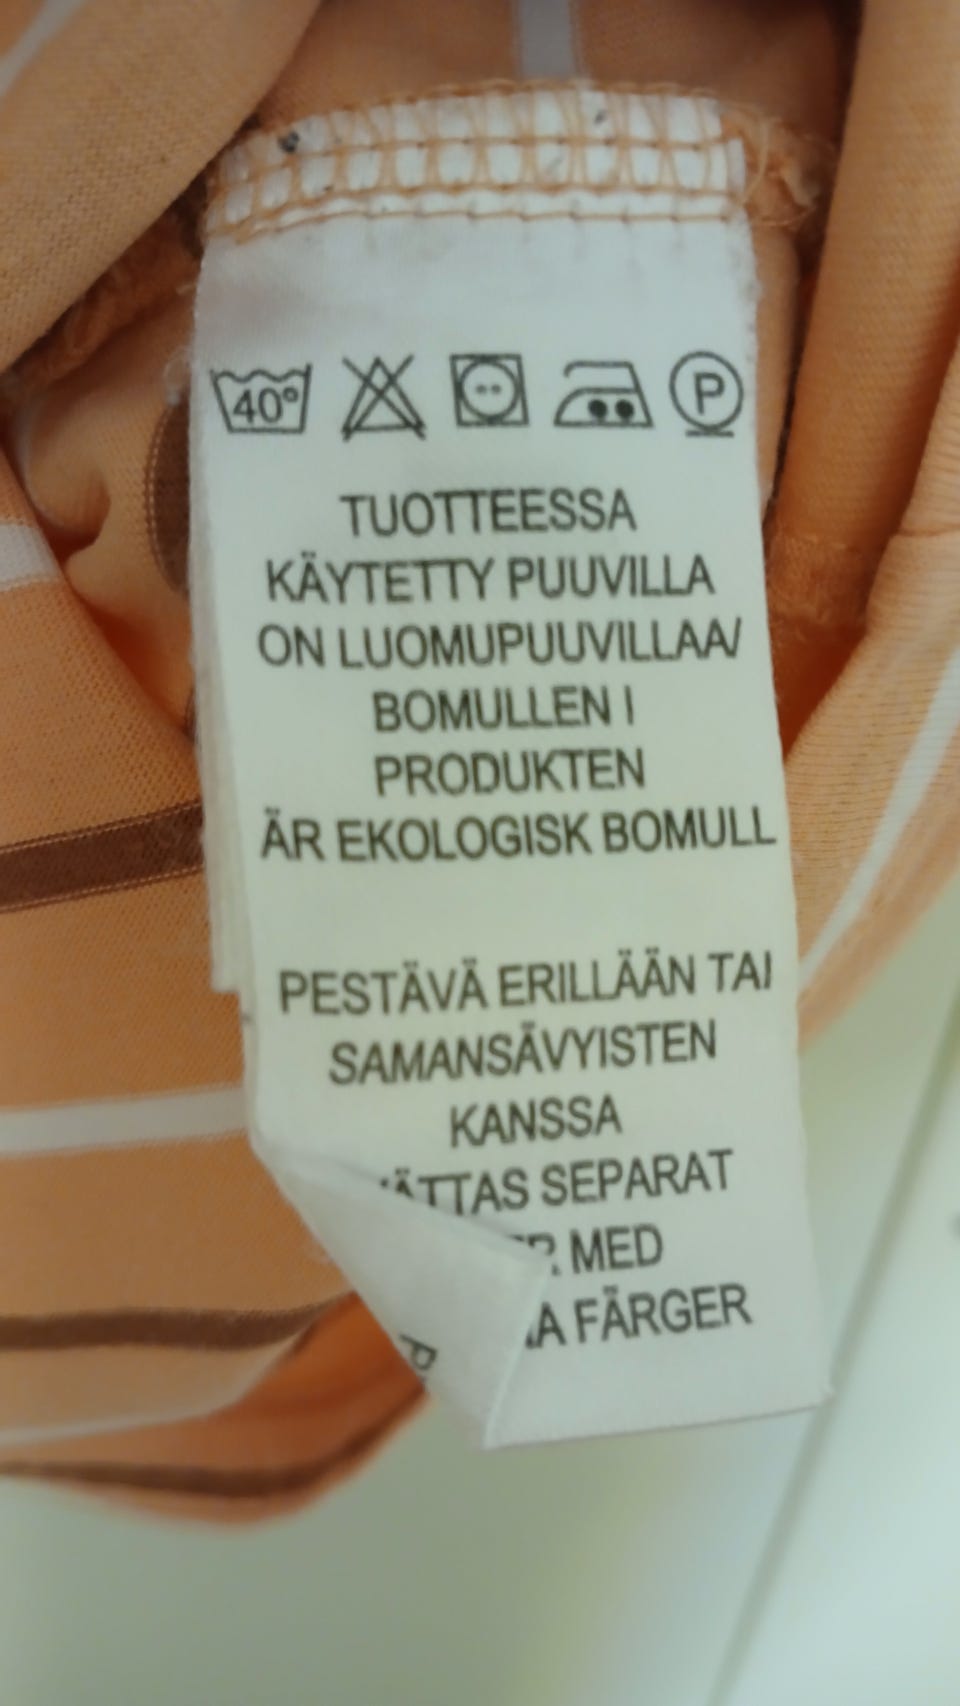 40°
P
TUOTTEESSA
KÄYTETTY PUUVILLA
ON LUOMUPUUVILLAA/
BOMULLEN I
PRODUKTEN
ÄR EKOLOGISK BOMULL
PESTÄVÄ ERILLÄÄN TAI
SAMANSÄVYISTEN
KANSSA
SEPARAT
MED
FÄRGER